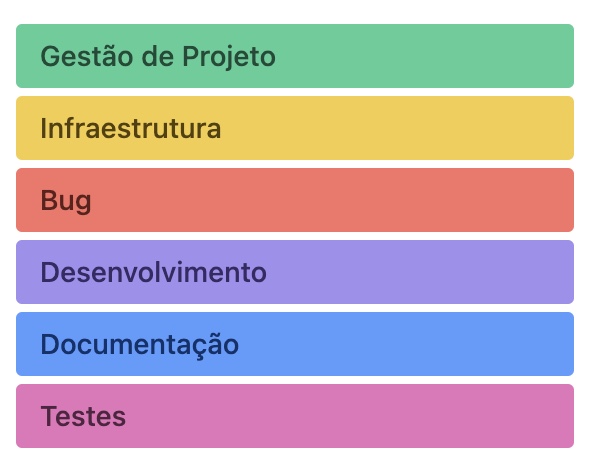 Gestão de Projeto
Infraestrutura
Bug
Desenvolvimento
Documentação
Testes